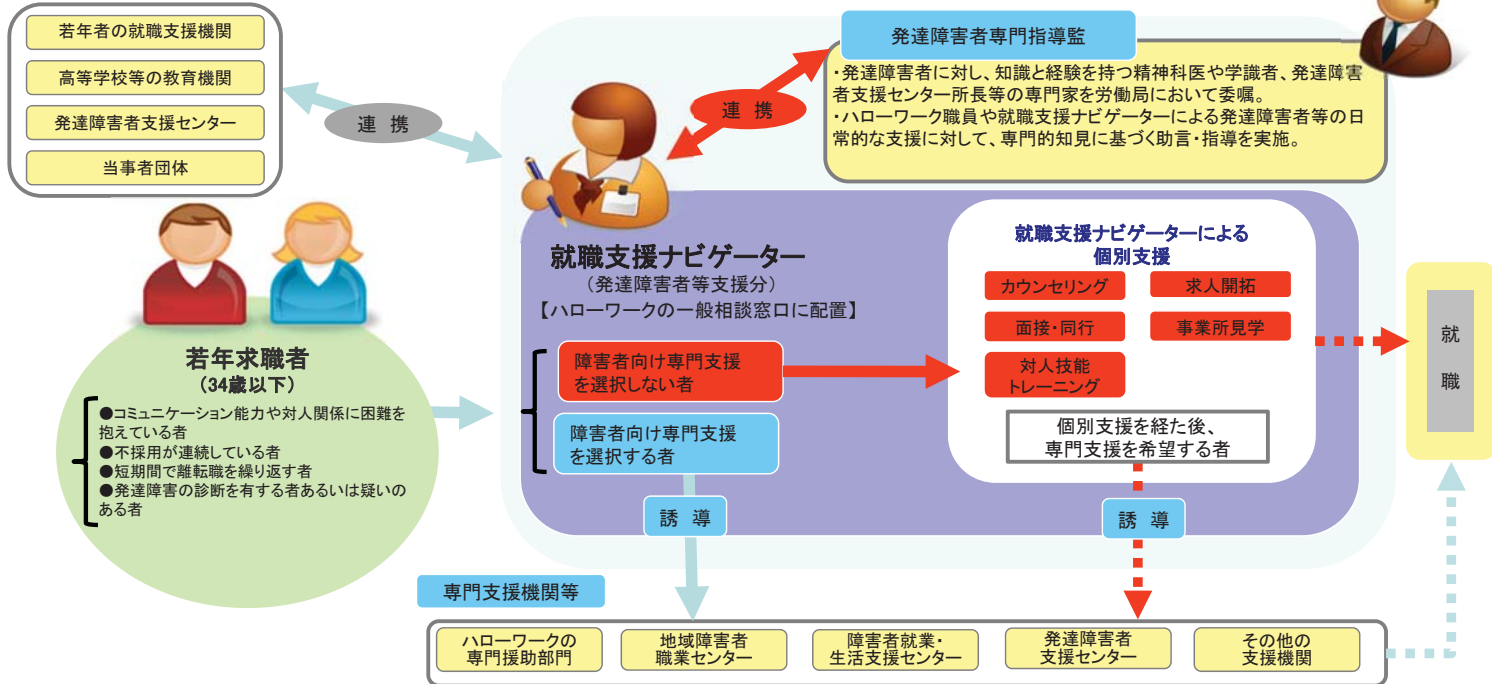 若年者の就職支援機関
高等学校等の教育機関
発達障害者支援センター
当事者団体
連 携
連 携
発達障害者専門指導監
・発達障害者に対し、知識と経験を持つ精神科医や学識者、発達障害
者支援センター所長等の専門家を労働局において委嘱。
・ハローワーク職員や就職支援ナビゲーターによる発達障害者等の日
常的な支援に対して、専門的知見に基づく助言・指導を実施。
若年求職者
(34歳以下)
●コミュニケーション能力や対人関係に困難を
抱えている者
●不採用が連続している者
●短期間で離転職を繰り返す者
●発達障害の診断を有する者あるいは疑いの
ある者
就職支援ナビゲーター
（発達障害者等支援分）
【ハローワークの一般相談窓口に配置】
障害者向け専門支援
を選択しない者
障害者向け専門支援
を選択する者
誘 導
就職支援ナビゲーターによる
個別支援
カウンセリング
求人開拓
面接・同行
事業所見学
対人技能
トレーニング
個別支援を経た後、
専門支援を希望する者
誘 導
就
職
専門支援機関等
ハローワークの
専門援助部門
地域障害者
職業センター
障害者就業・
生活支援センター
発達障害者
支援センター
その他の
支援機関